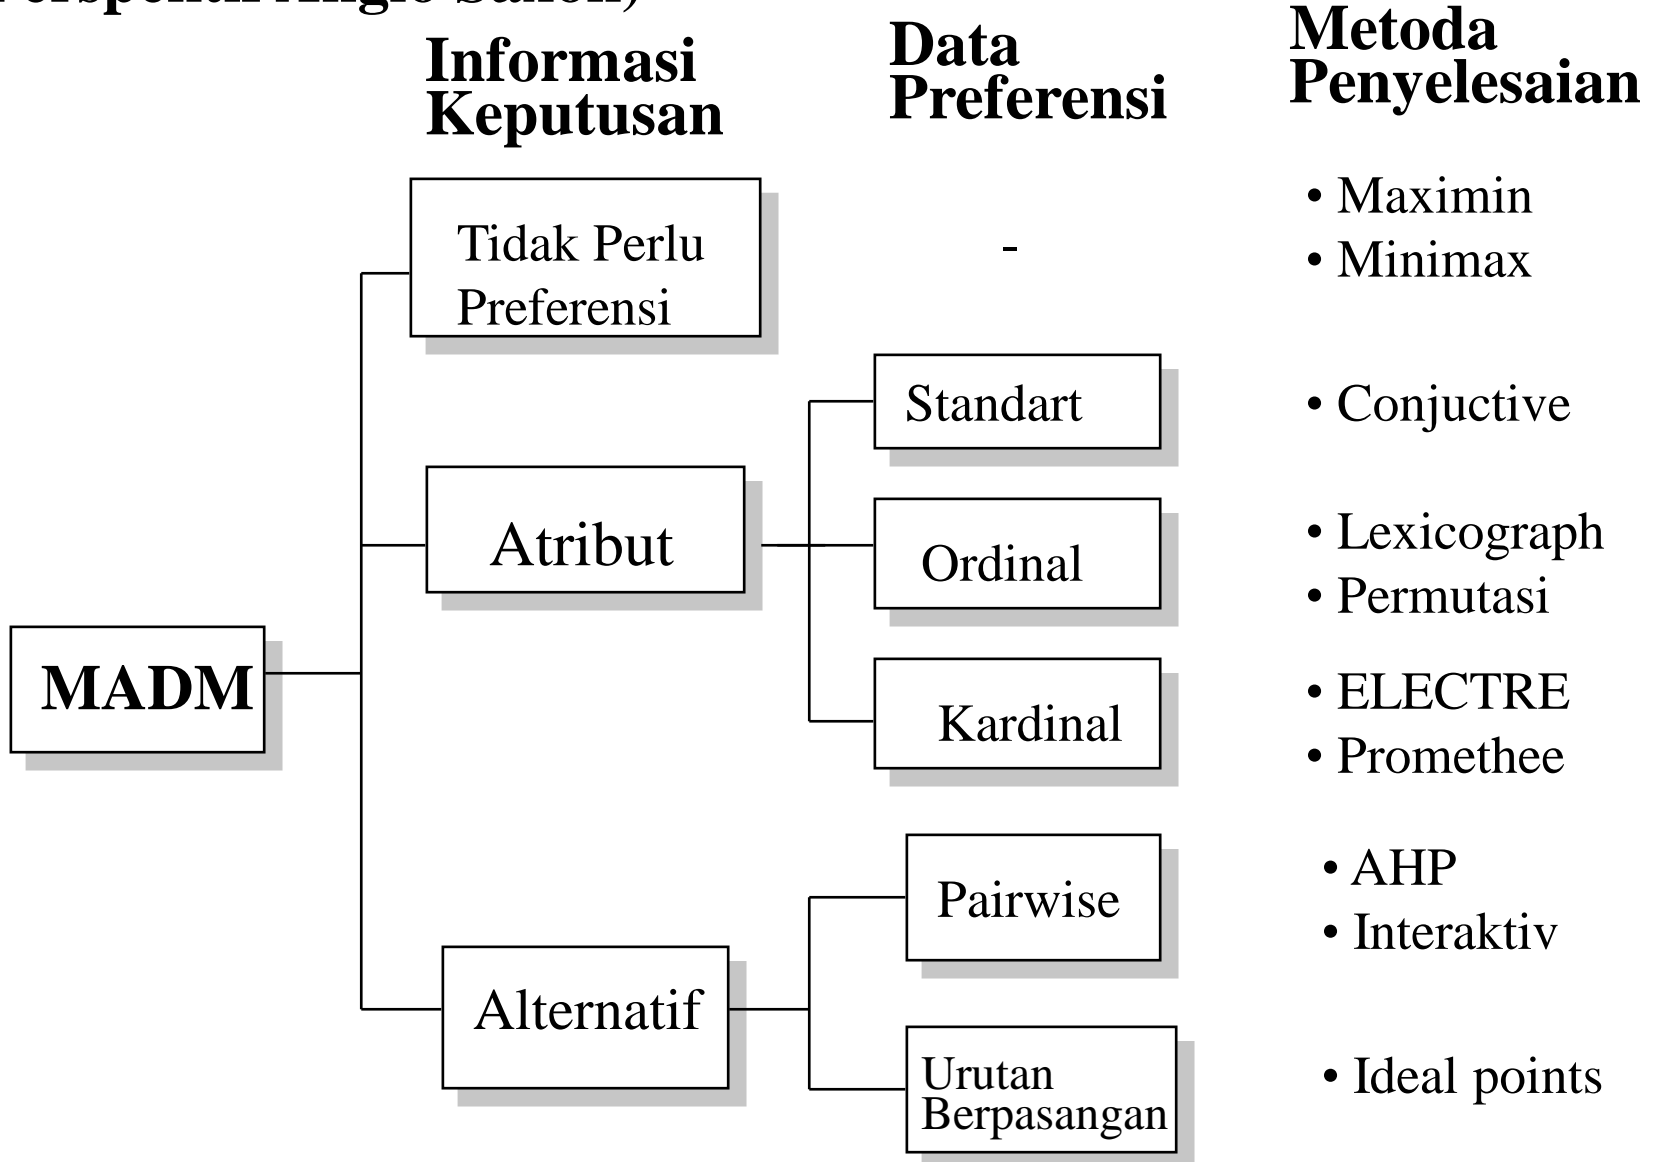 Informasi
Keputusan
Data
Preferensi
Metoda
Penyelesaian
Tidak Perlu
Preferensi
-
• Maximin
• Minimax
Standart
• Conjuctive
Atribut
Ordinal
• Lexicograph
• Permutasi
MADM
Kardinal
• ELECTRE
• Promethee
Pairwise
• AHP
• Interaktiv
Alternatif
Urutan
Berpasangan
• Ideal points